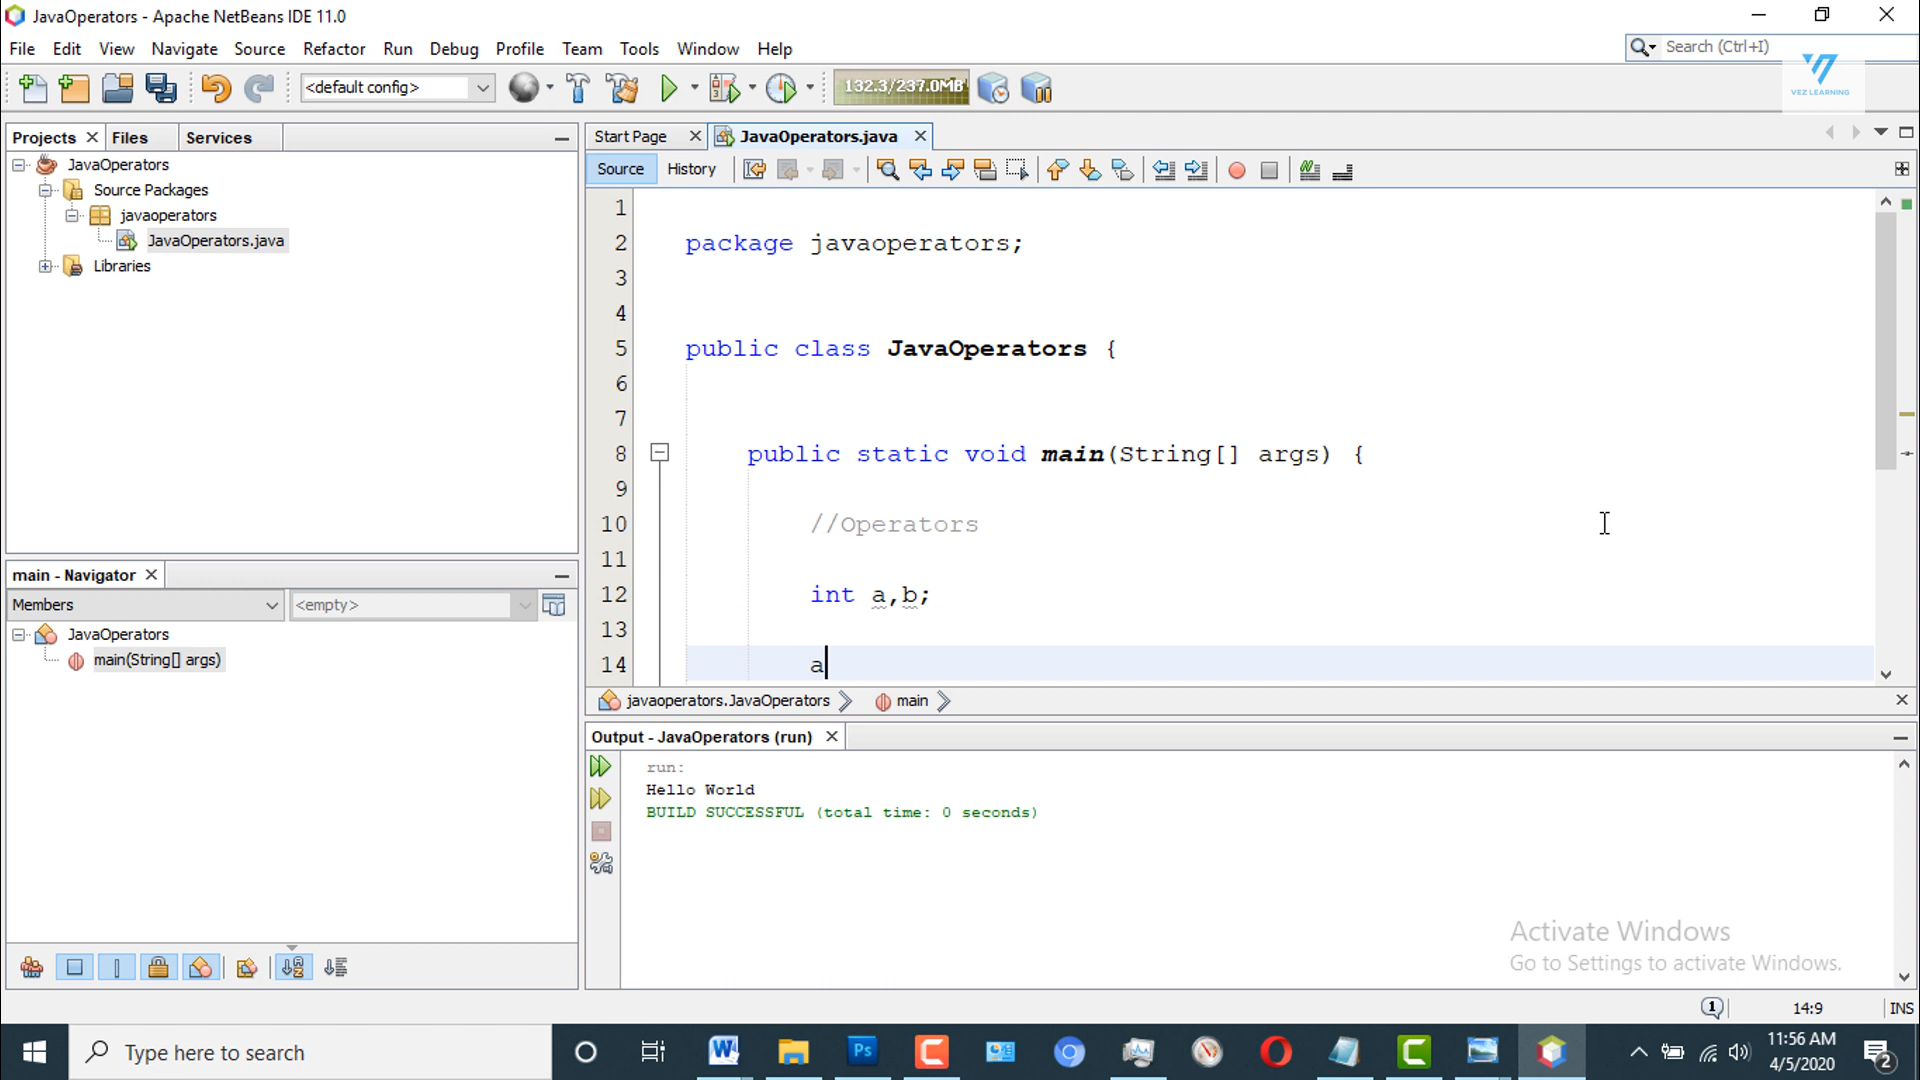 JavaOperators - Apache NetBeans IDE 11.0
File Edit View Navigate Source Refactor Run Debug Profile Team Tools Window Help
Search (Ctrl+I)
<default config>
132.3/237.0MB
VEZ LEARNING
Projects Files Services
JavaOperators
Source Packages
javaoperators
JavaOperators.java
Libraries
main - Navigator
Members
<empty>
JavaOperators
main(String[] args)
Start Page JavaOperators.java
Source History
1
2 package javaoperators;
3
4
5 public class JavaOperators {
6
7
8 public static void main(String[] args) {
9
10 //Operators
11
12 int a,b;
13
14 a
javaoperators.JavaOperators main
Output - JavaOperators (run)
run:
Hello World
BUILD SUCCESSFUL (total time: 0 seconds)
Activate Windows
Go to Settings to activate Windows.
1 14:9 INS
Type here to search
W
Ps
C
C
11:56 AM
4/5/2020
2